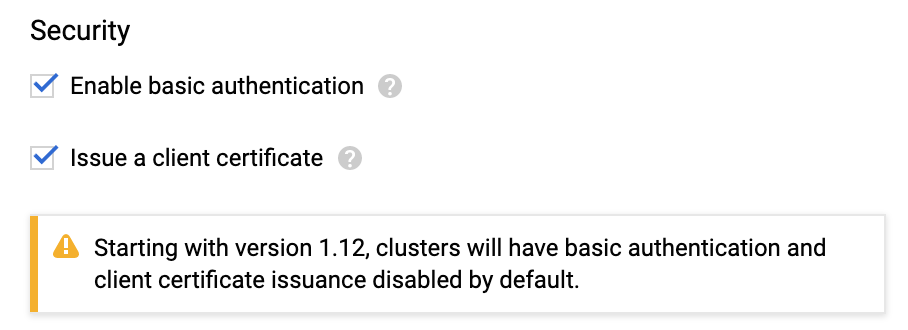 Security
Enable basic authentication ?
Issue a client certificate ?
Starting with version 1.12, clusters will have basic authentication and
client certificate issuance disabled by default.